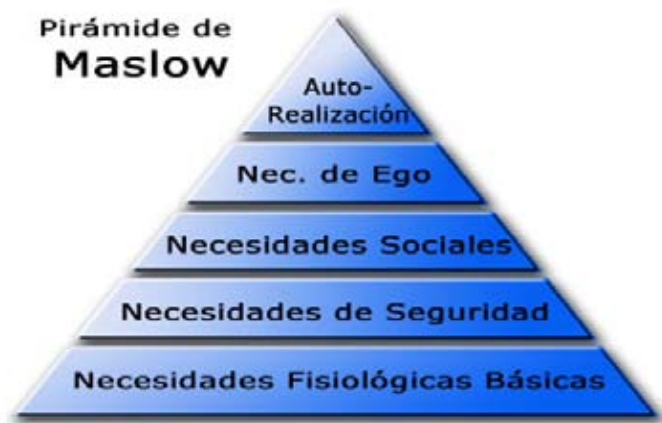 Pirámide de
Maslow
Auto-
Realización
Nec. de Ego
Necesidades Sociales
Necesidades de Seguridad
Necesidades Fisiológicas Básicas